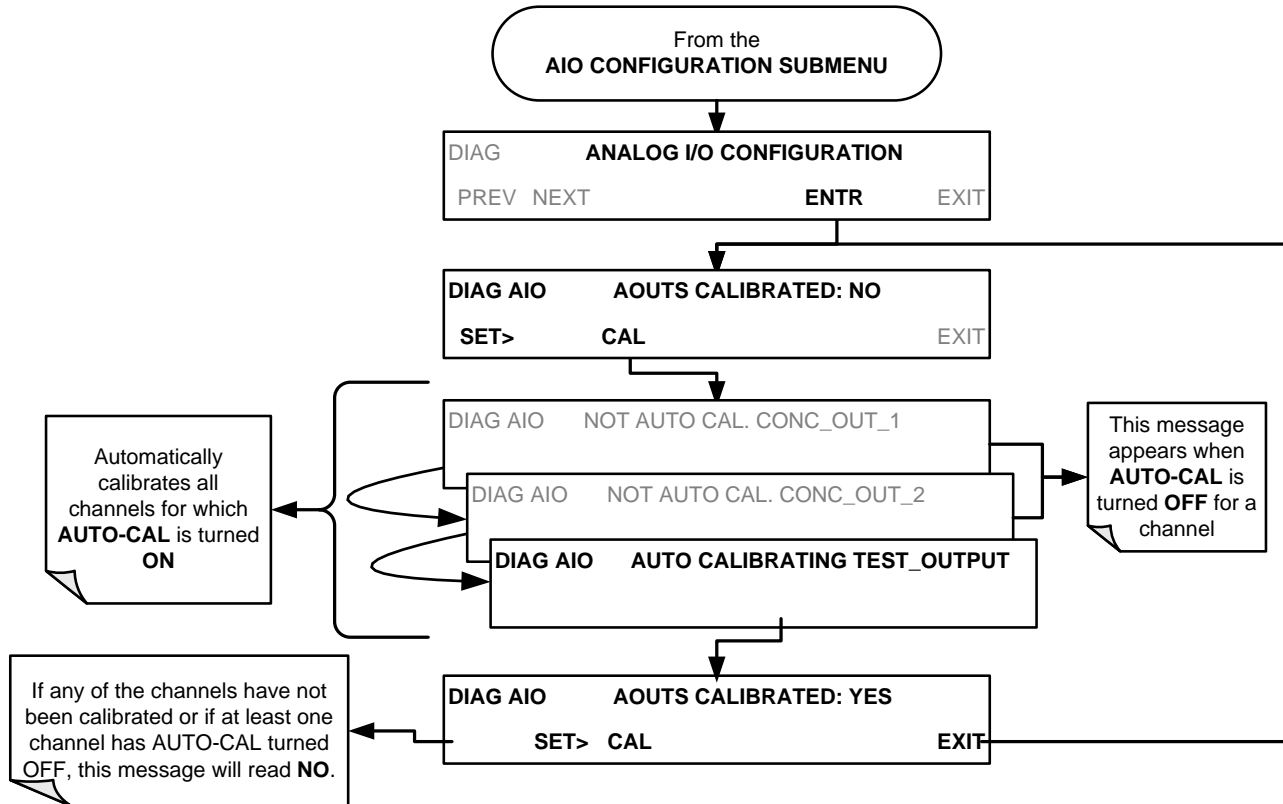 From the
AIO CONFIGURATION SUBMENU
DIAG ANALOG I/O CONFIGURATION
PREV NEXT ENTR EXIT
DIAG AIO AOUTS CALIBRATED: NO
SET> CAL EXIT
Automatically
calibrates all
channels for which
AUTO-CAL is turned
ON
DIAG AIO NOT AUTO CAL. CONC_OUT_1
DIAG AIO NOT AUTO CAL. CONC_OUT_2
DIAG AIO AUTO CALIBRATING TEST_OUTPUT
This message
appears when
AUTO-CAL is
turned OFF for a
channel
If any of the channels have not
been calibrated or if at least one
channel has AUTO-CAL turned
OFF, this message will read NO.
DIAG AIO AOUTS CALIBRATED: YES
SET> CAL EXIT